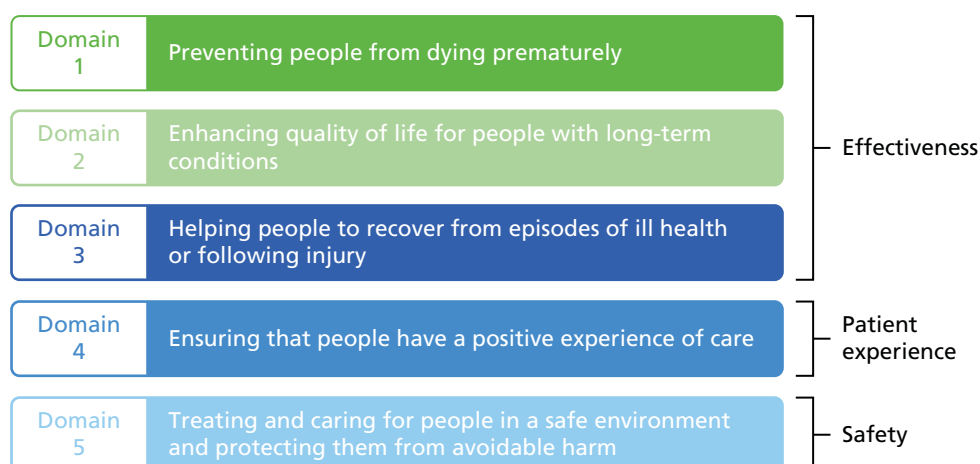 Domain
1
Preventing people from dying prematurely
Domain
2
Enhancing quality of life for people with long-term
conditions
Effectiveness
Domain
3
Helping people to recover from episodes of ill health
or following injury
Domain
4
Ensuring that people have a positive experience of care
Patient
experience
Domain
5
Treating and caring for people in a safe environment
and protecting them from avoidable harm
Safety